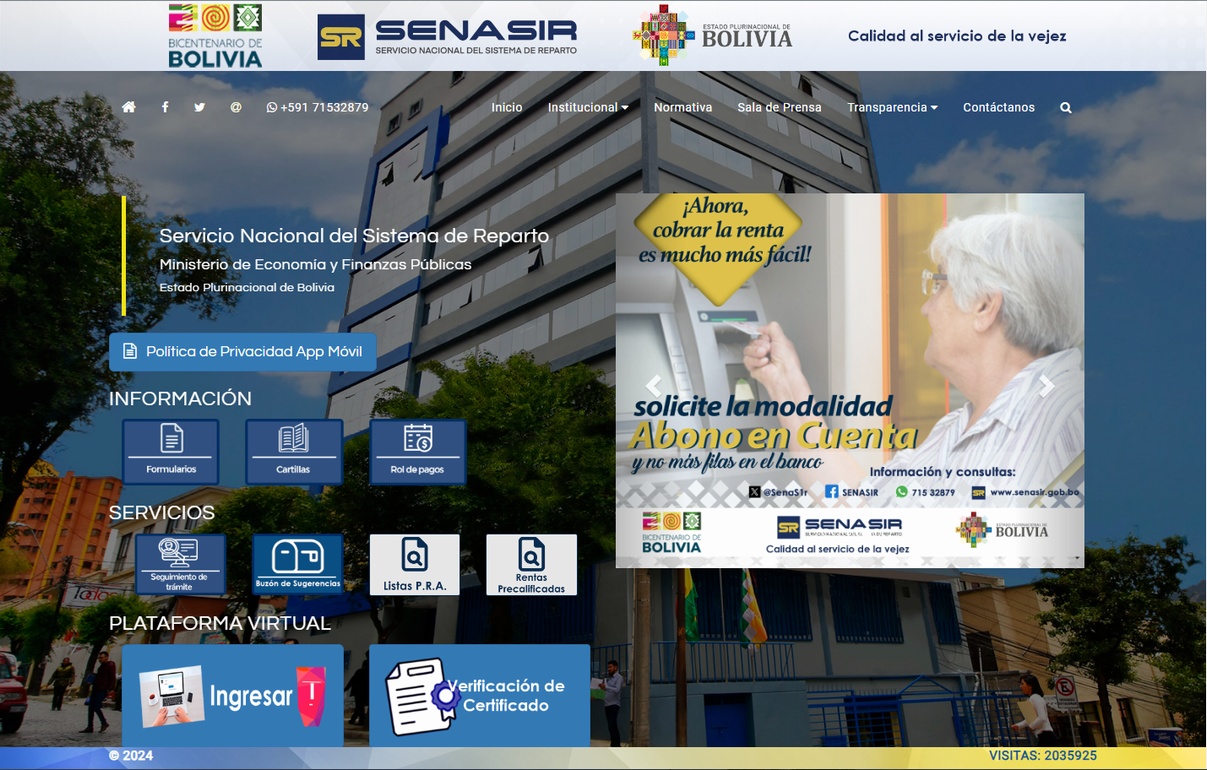 BICENTENARIO DE
BOLIVIA
SR
SENASIR
SERVICIO NACIONAL DEL SISTEMA DE REPARTO
ESTADO PLURINACIONAL DE
BOLIVIA
Calidad al servicio de la vejez
+591 71532879
Inicio Institucional Normativa Sala de Prensa Transparencia Contáctanos
Servicio Nacional del Sistema de Reparto
Ministerio de Economía y Finanzas Públicas
Estado Plurinacional de Bolivia
Política de Privacidad App Móvil
INFORMACIÓN
Formularios
Cartillas
Rol de pagos
SERVICIOS
Seguimiento de
trámite
Buzón de Sugerencias
Listas P.R.A.
Rentas
Precalificadas
PLATAFORMA VIRTUAL
Ingresar
Verificación de
Certificado
¡Ahora,
cobrar la renta
es mucho más fácil!
solicite la modalidad
Abono en Cuenta
y no más filas en el banco
Información y consultas:
@SenaS1r SENASIR 715 32879 SR www.senasir.gob.bo
BICENTENARIO DE
BOLIVIA
SR
SENASIR
ESTADO PLURINACIONAL DE
BOLIVIA
Calidad al servicio de la vejez
© 2024
VISITAS: 2035925